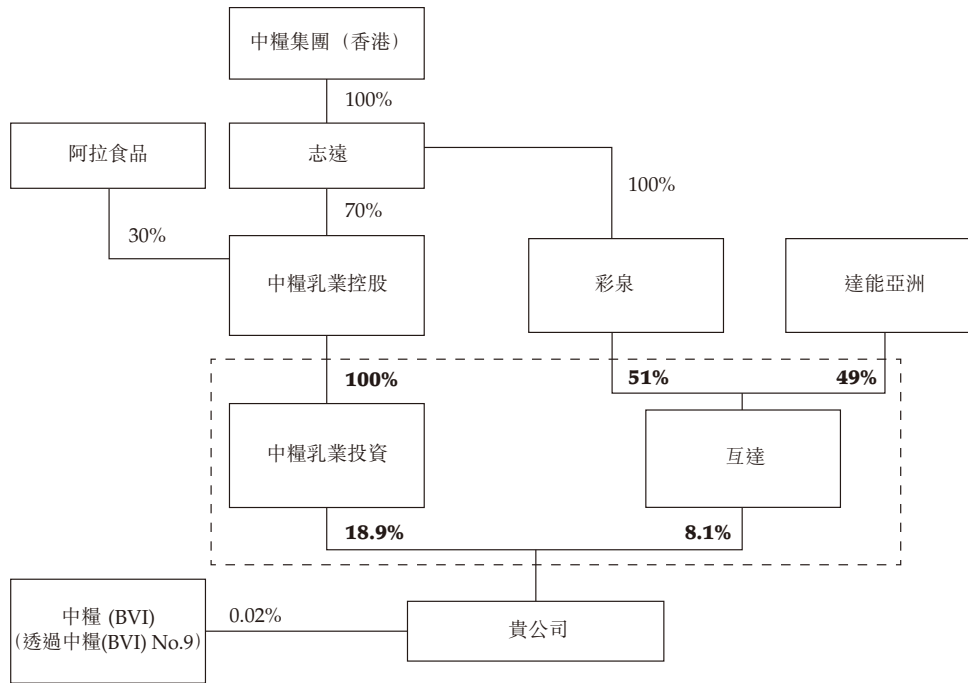 中糧集團（香港）
100%
阿拉食品
志遠
100%
30%
70%
中糧乳業控股
彩泉
達能亞洲
100%
51%
49%
中糧乳業投資
互達
18.9%
8.1%
中糧 (BVI)
(透過中糧(BVI) No.9)
0.02%
貴公司